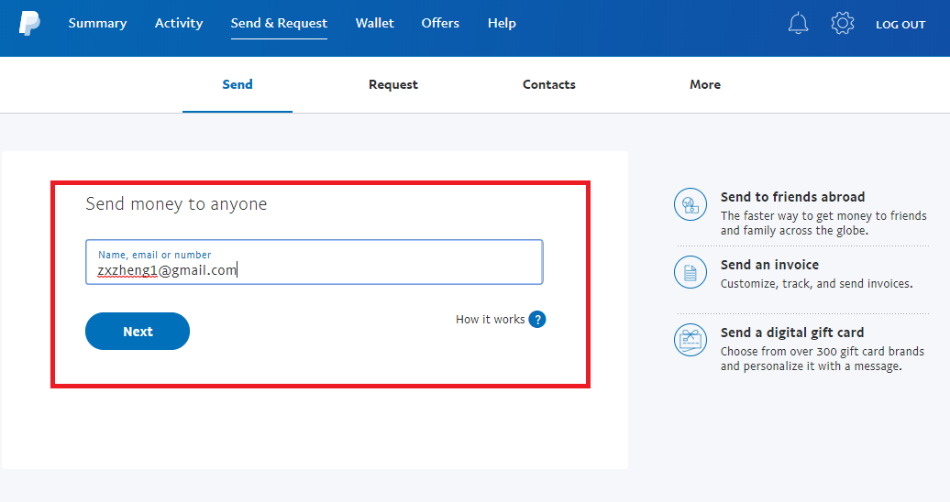 Summary Activity Send & Request Wallet Offers Help LOG OUT
Send Request Contacts More
Send money to anyone
Name, email or number
zxzheng1@gmail.com
How it works ?
Next
Send to friends abroad
The faster way to get money to friends
and family across the globe.
Send an invoice
Customize, track, and send invoices.
Send a digital gift card
Choose from over 300 gift card brands
and personalize it with a message.